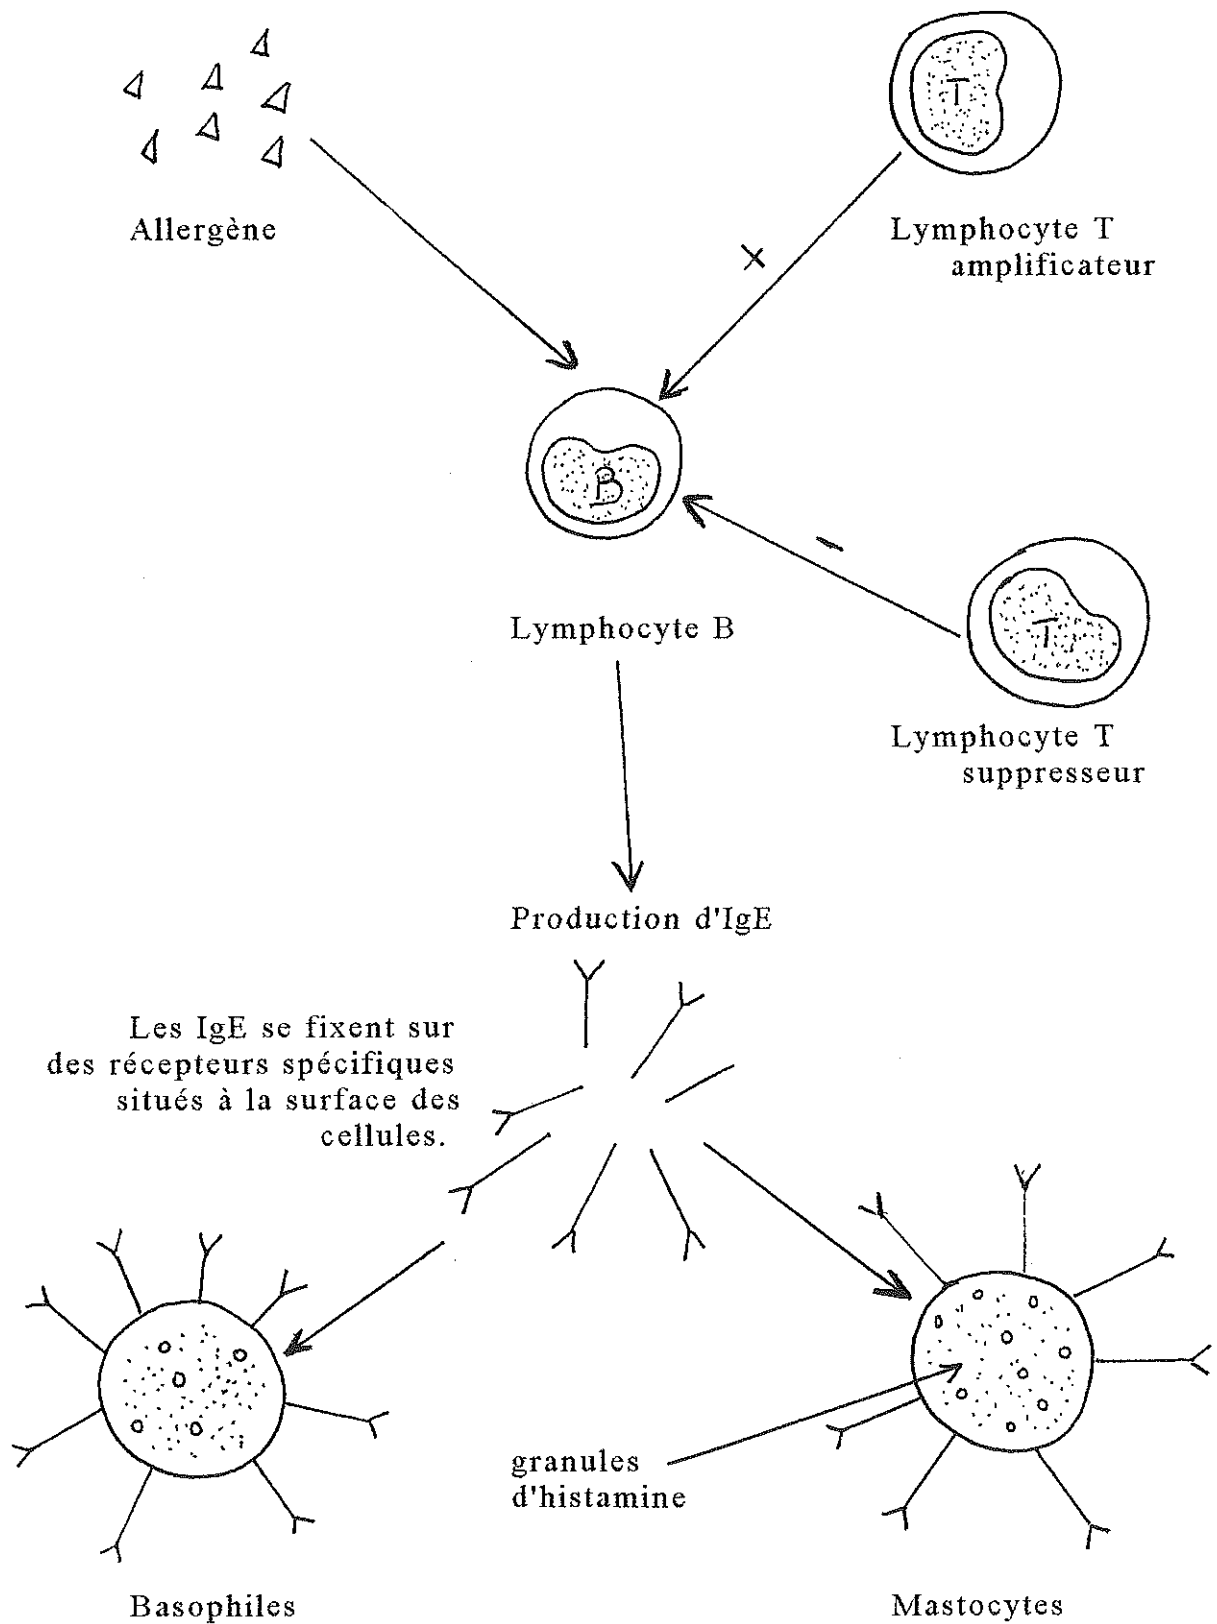 Allergène
T
Lymphocyte T
amplificateur
B
Lymphocyte B
T
Lymphocyte T
suppresseur
Production d'IgE
Les IgE se fixent sur
des récepteurs spécifiques
situés à la surface des
cellules.
granules
d'histamine
Basophiles
Mastocytes